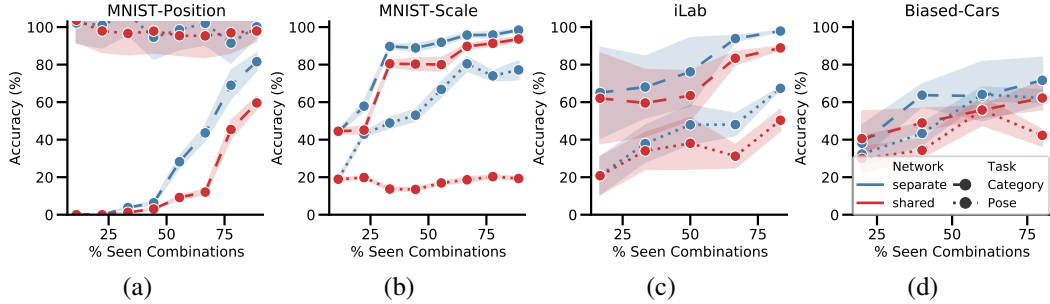 MNIST-Position
MNIST-Scale
iLab
Biased-Cars
Accuracy (%)
100
80
60
40
20
0
25
50
75
% Seen Combinations
Accuracy (%)
100
80
60
40
20
0
25
50
75
% Seen Combinations
Accuracy (%)
100
80
60
40
20
0
25
50
75
% Seen Combinations
Accuracy (%)
100
80
60
40
20
0
25
50
75
% Seen Combinations
Network
separate
shared
Task
Category
Pose
(a)
(b)
(c)
(d)